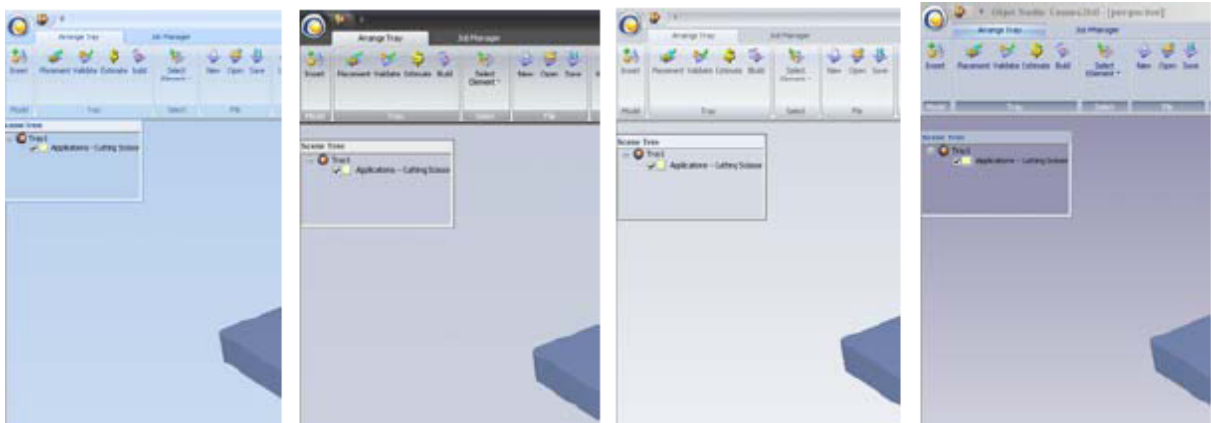 Arrange Tray Job Manager
Insert Placement Validate Estimate Build Select Element New Open Save
Model Tray Select File
Scene Tree
Tray1
Applications - Cutting Scissor
Arrange Tray Job Manager
Insert Placement Validate Estimate Build Select Element New Open Save
Model Tray Select File
Scene Tree
Tray1
Applications - Cutting Scissor
Arrange Tray Job Manager
Insert Placement Validate Estimate Build Select Element New Open Save
Model Tray Select File
Scene Tree
Tray1
Applications - Cutting Scissor
Objet Studio [perspective]
Arrange Tray Job Manager
Insert Placement Validate Estimate Build Select Element New Open Save
Model Tray Select File
Scene Tree
Tray1
Applications - Cutting Scissor